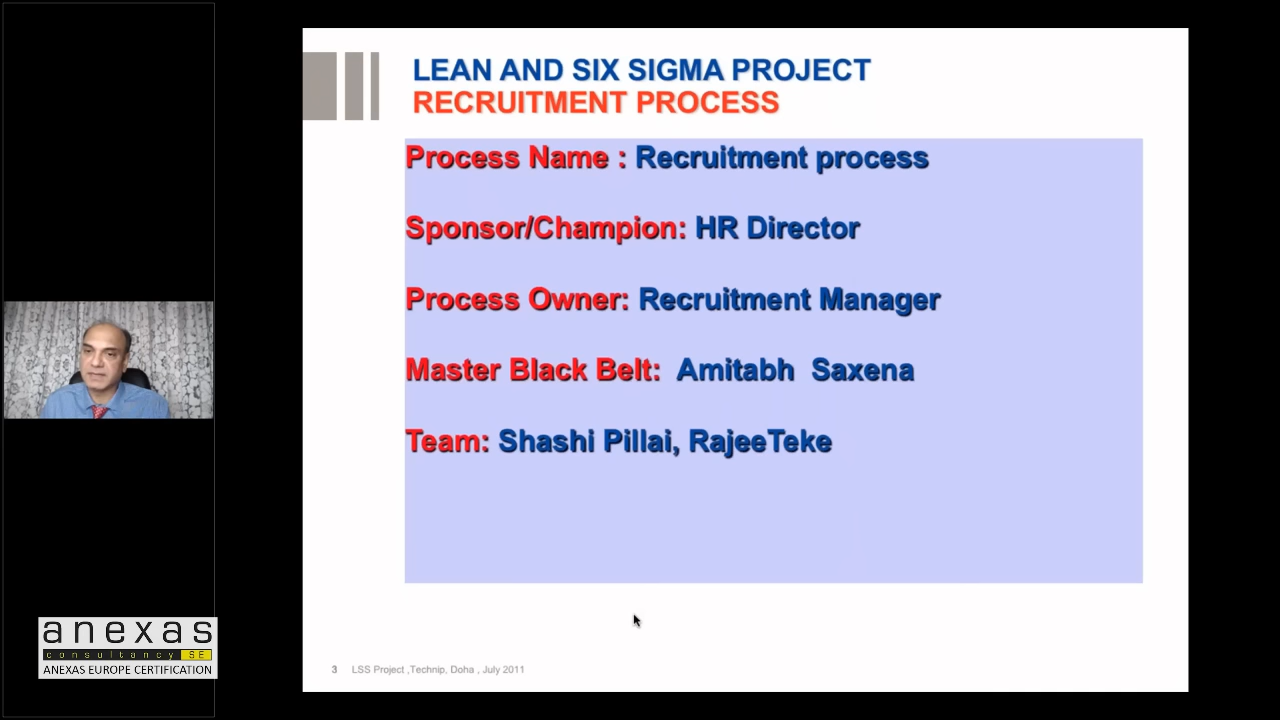 LEAN AND SIX SIGMA PROJECT
RECRUITMENT PROCESS
Process Name : Recruitment process
Sponsor/Champion: HR Director
Process Owner: Recruitment Manager
Master Black Belt: Amitabh Saxena
Team: Shashi Pillai, RajeeTeke
3 LSS Project ,Technip, Doha , July 2011
anexas
consultancy SE
ANEXAS EUROPE CERTIFICATION